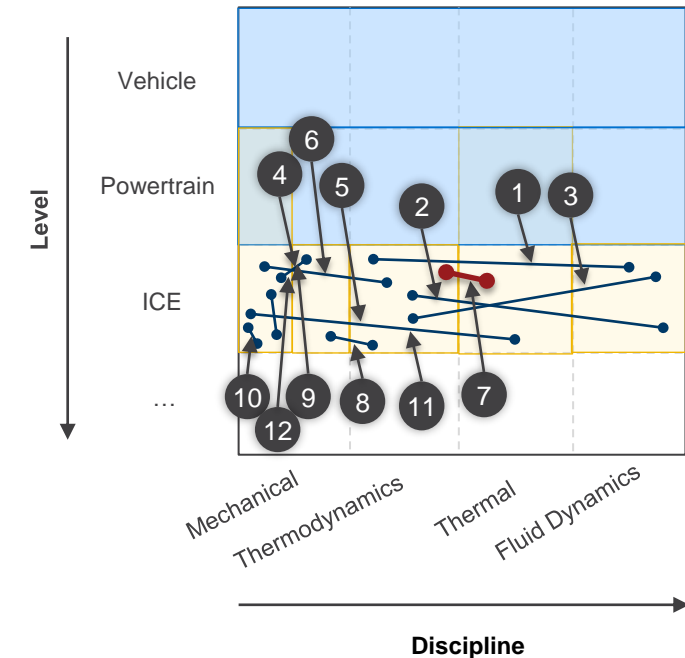 Vehicle
6
Powertrain
4
5
2
1
3
Level
ICE
…
10
12
9
8
11
7
Mechanical
Thermodynamics
Thermal
Fluid Dynamics
Discipline